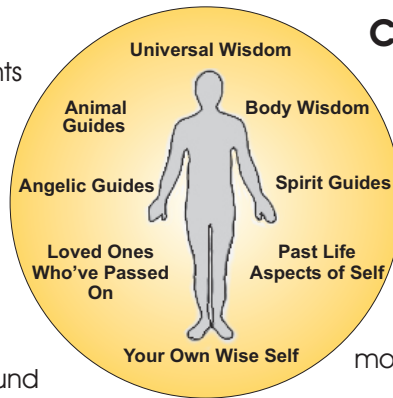 Universal Wisdom
Animal
Guides
Body Wisdom
Angelic Guides
Spirit Guides
Loved Ones
Who've Passed
On
Past Life
Aspects of Self
Your Own Wise Self